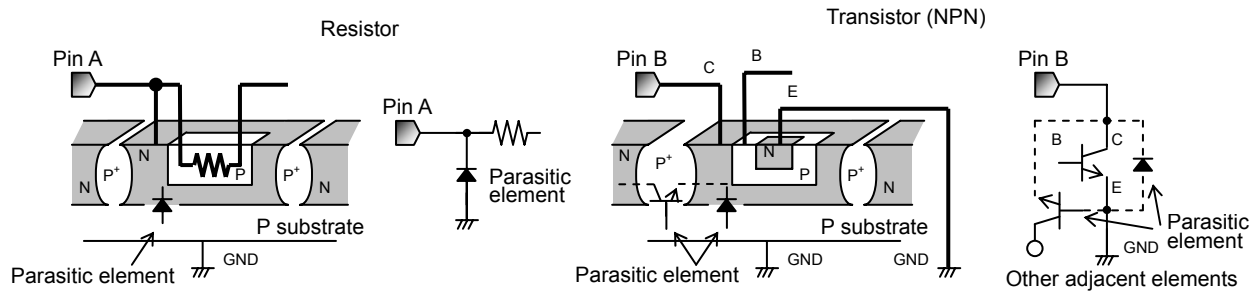 Resistor
Pin A
N
P+
N
P
P+
N
Parasitic element
P substrate
GND
Pin A
Parasitic
element
Transistor (NPN)
Pin B
C
B
E
N
P+
N
P
P+
N
Parasitic element
P substrate
GND
GND
Pin B
B
C
E
GND
Parasitic
element
Other adjacent elements